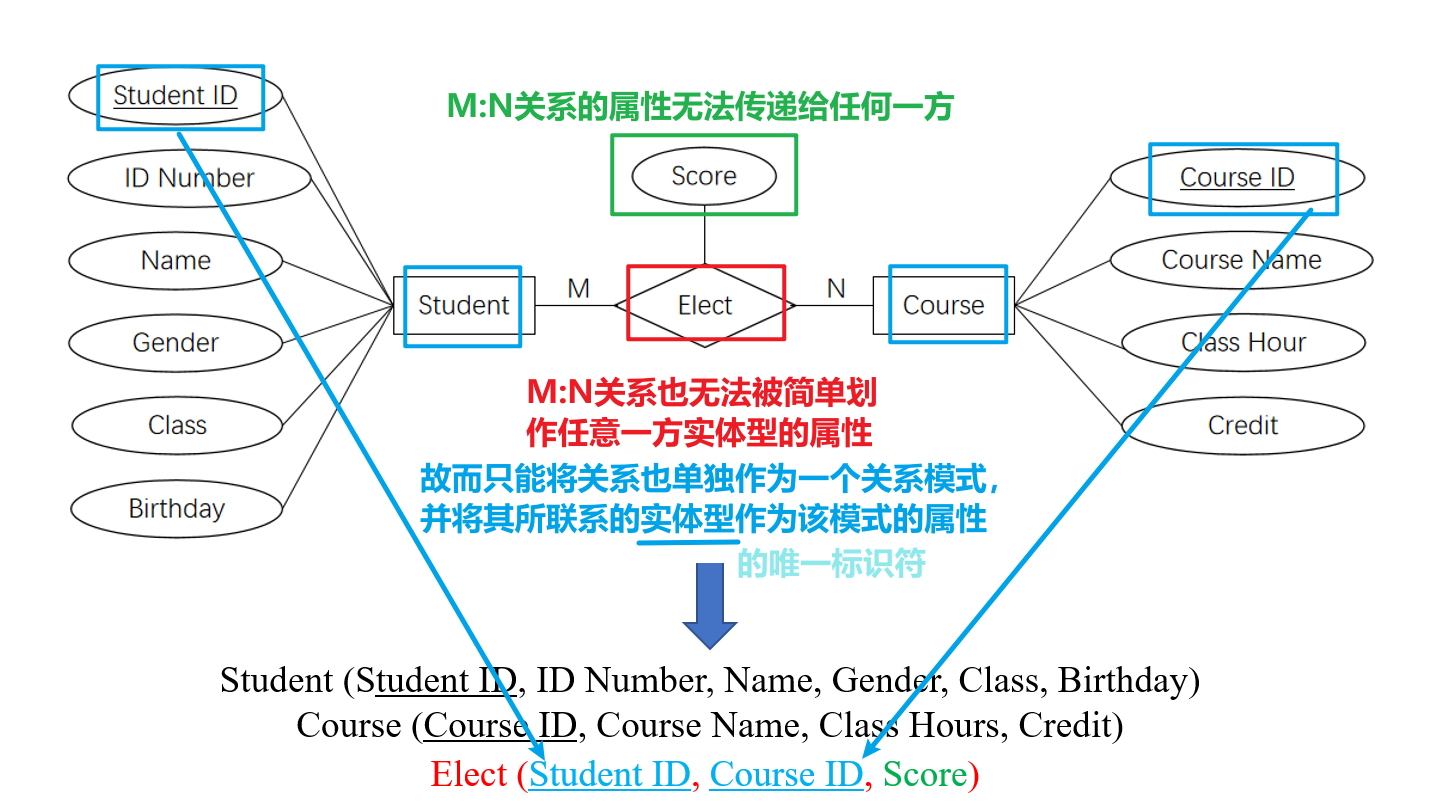 Student ID
ID Number
Name
Gender
Class
Birthday
M:N关系的属性无法传递给任何一方
Score
Student
M
Elect
N
Course
Course ID
Course Name
Class Hour
Credit
M:N关系也无法被简单划
作任意一方实体型的属性
故而只能将关系也单独作为一个关系模式，
并将其所联系的实体型作为该模式的属性
的唯一标识符
Student (Student ID, ID Number, Name, Gender, Class, Birthday)
Course (Course ID, Course Name, Class Hours, Credit)
Elect (Student ID, Course ID, Score)